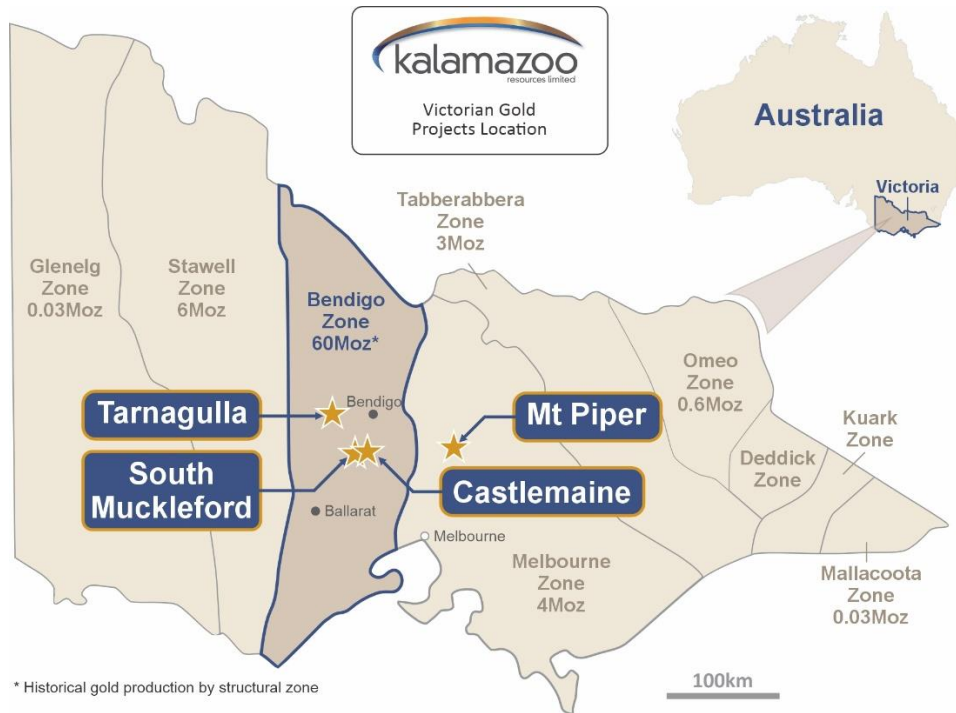 kalamazoo
resources limited
Victorian Gold
Projects Location
Australia
Victoria
Tabberabbera
Zone
3Moz
Glenelg
Zone
0.03Moz
Stawell
Zone
6Moz
Bendigo
Zone
60Moz*
Omeo
Zone
0.6Moz
Kuark
Zone
Deddick
Zone
Tarnagulla
Bendigo
Mt Piper
South
Muckleford
Castlemaine
Ballarat
Melbourne
Melbourne
Zone
4Moz
Mallacoota
Zone
0.03Moz
* Historical gold production by structural zone
100km